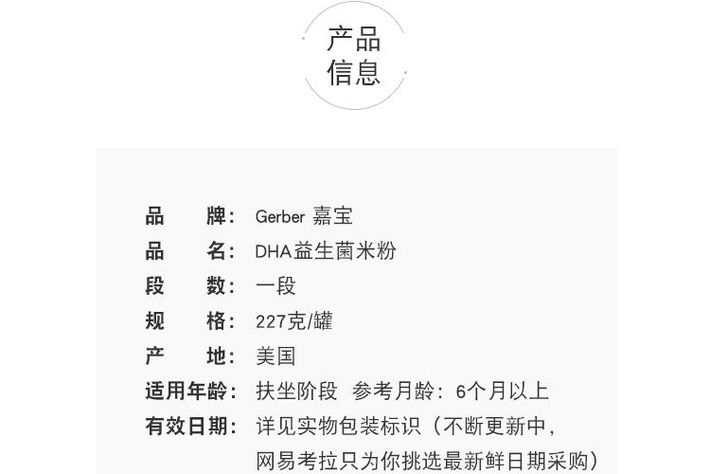 产品
信息
品 牌： Gerber 嘉宝
品 名： DHA益生菌米粉
段 数： 一段
规 格： 227克/罐
产 地： 美国
适用年龄： 扶坐阶段 参考月龄：6个月以上
有效日期： 详见实物包装标识（不断更新中，
网易考拉只为你挑选最新鲜日期采购）